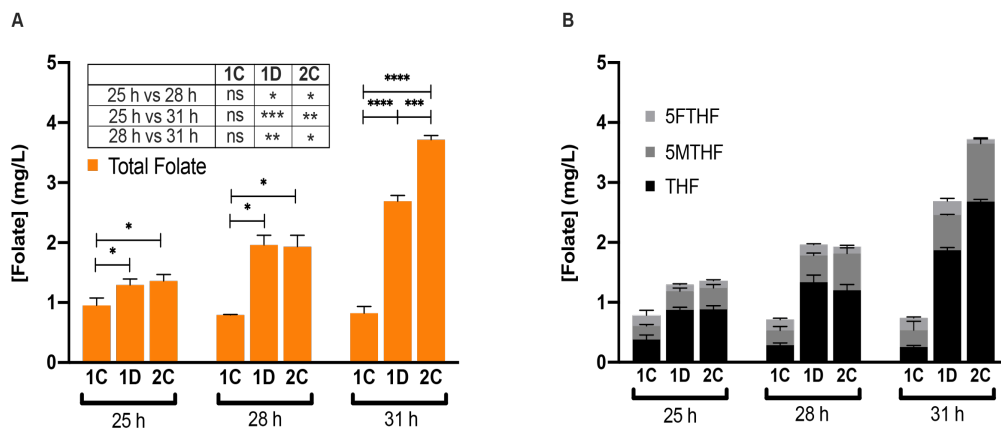 A
B
[Folate] (mg/L)
5
4
3
2
1
0
1C 1D 2C
25 h vs 28 h ns * *
25 h vs 31 h ns *** **
28 h vs 31 h ns ** *
Total Folate
* *
* *
**** **** ***
1C 1D 2C 1C 1D 2C 1C 1D 2C
25 h 28 h 31 h
[Folate] (mg/L)
5
4
3
2
1
0
5FTHF
5MTHF
THF
1C 1D 2C 1C 1D 2C 1C 1D 2C
25 h 28 h 31 h